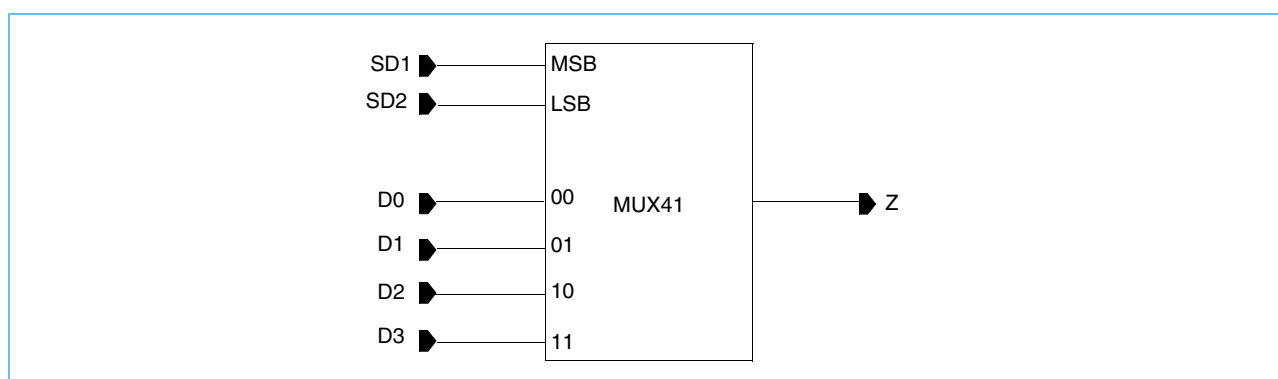 SD1 MSB
SD2 LSB
D0 00 MUX41 Z
D1 01
D2 10
D3 11